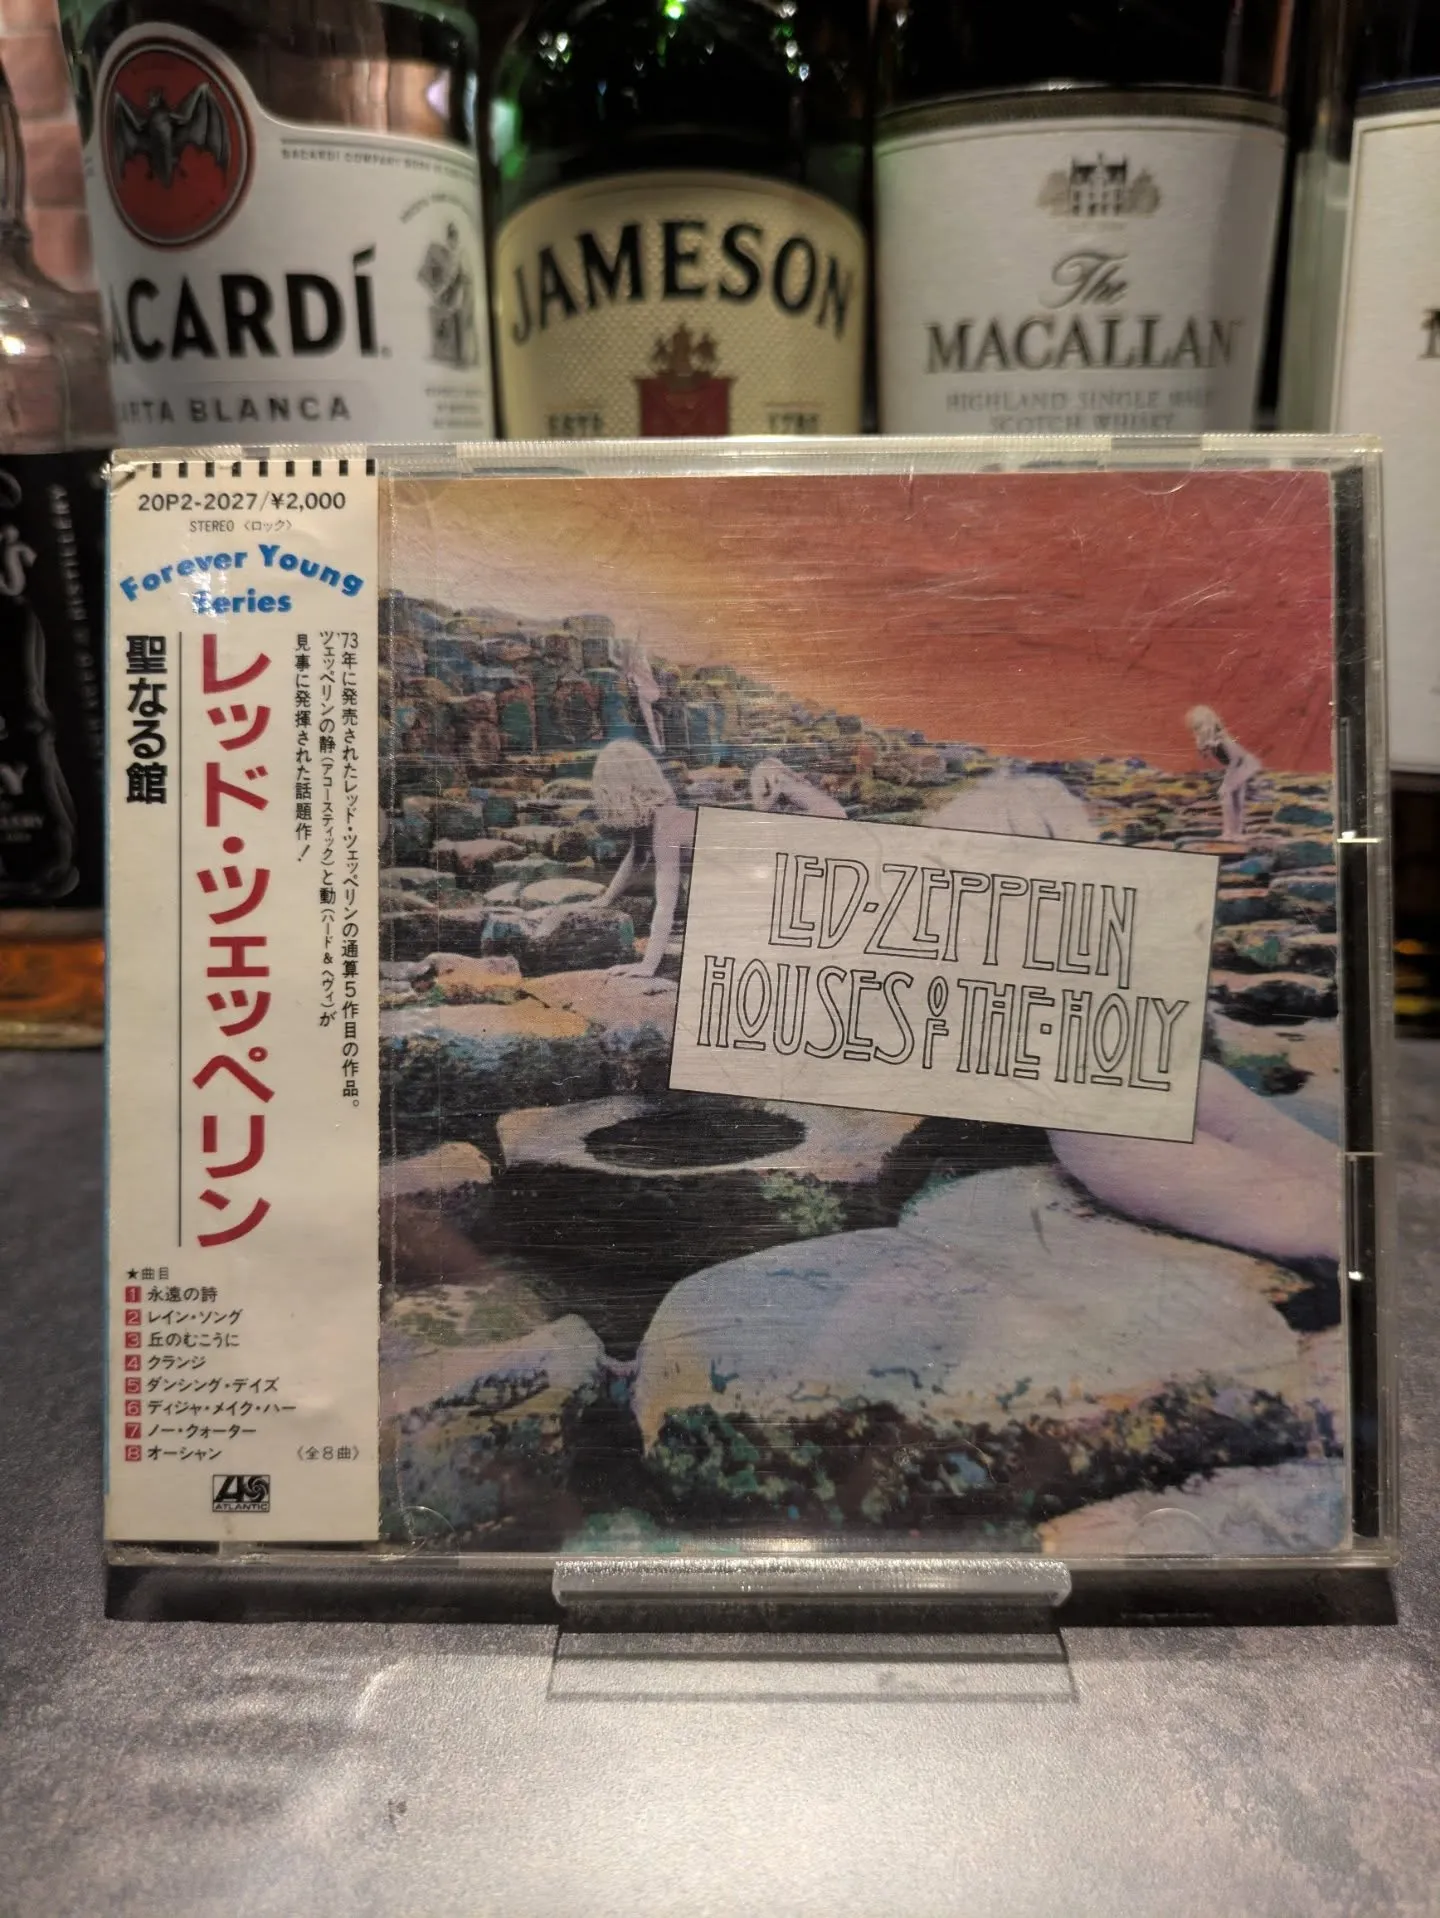 BACARDÍ COMPANY
ACARDÍ
RTA BLANCA
JAMESON
ESTD 1780
The
MACALLAN
HIGHLAND SINGLE MALT
SCOTCH WHISKY
20P2-2027/¥2,000
STEREO〈ロック〉
Forever Young
Series
'73年に発売されたレッド・ツェッペリンの通算5作目の作品。
ツェッペリンの静(アコースティック)と動(ハード&ヘヴィ)が
見事に発揮された話題作!
レッド・ツェッペリン
聖なる館
★曲目
1 永遠の詩
2 レイン・ソング
3 丘のむこうに
4 クランジ
5 ダンシング・デイズ
6 ディジャ・メイク・ハー
7 ノー・クォーター
8 オーシャン 〈全8曲〉
ATLANTIC
LED·ZEPPELIN
HOUSES OF THE·HOLY